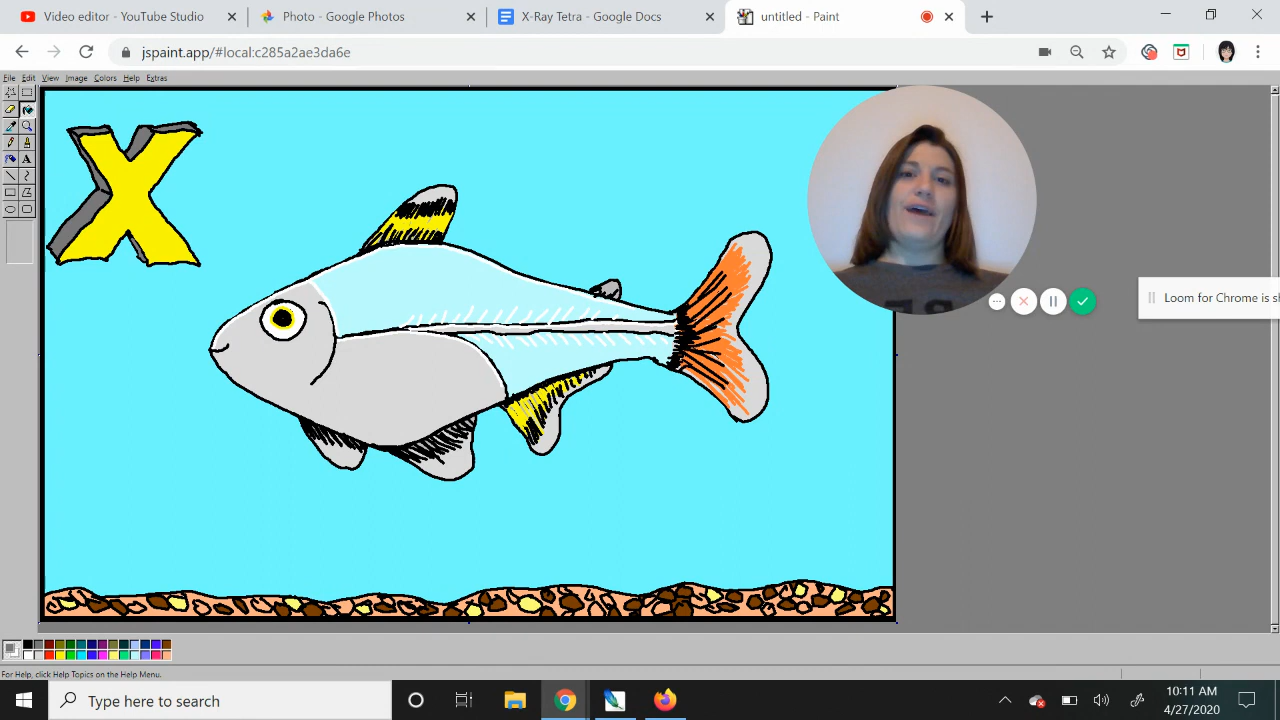 Video editor - YouTube Studio
Photo - Google Photos
X-Ray Tetra - Google Docs
untitled - Paint
jspaint.app/#local:c285a2ae3da6e
File Edit View Image Colors Help Extras
A
X
Loom for Chrome is sh
For Help, click Help Topics on the Help Menu.
Type here to search
10:11 AM
4/27/2020